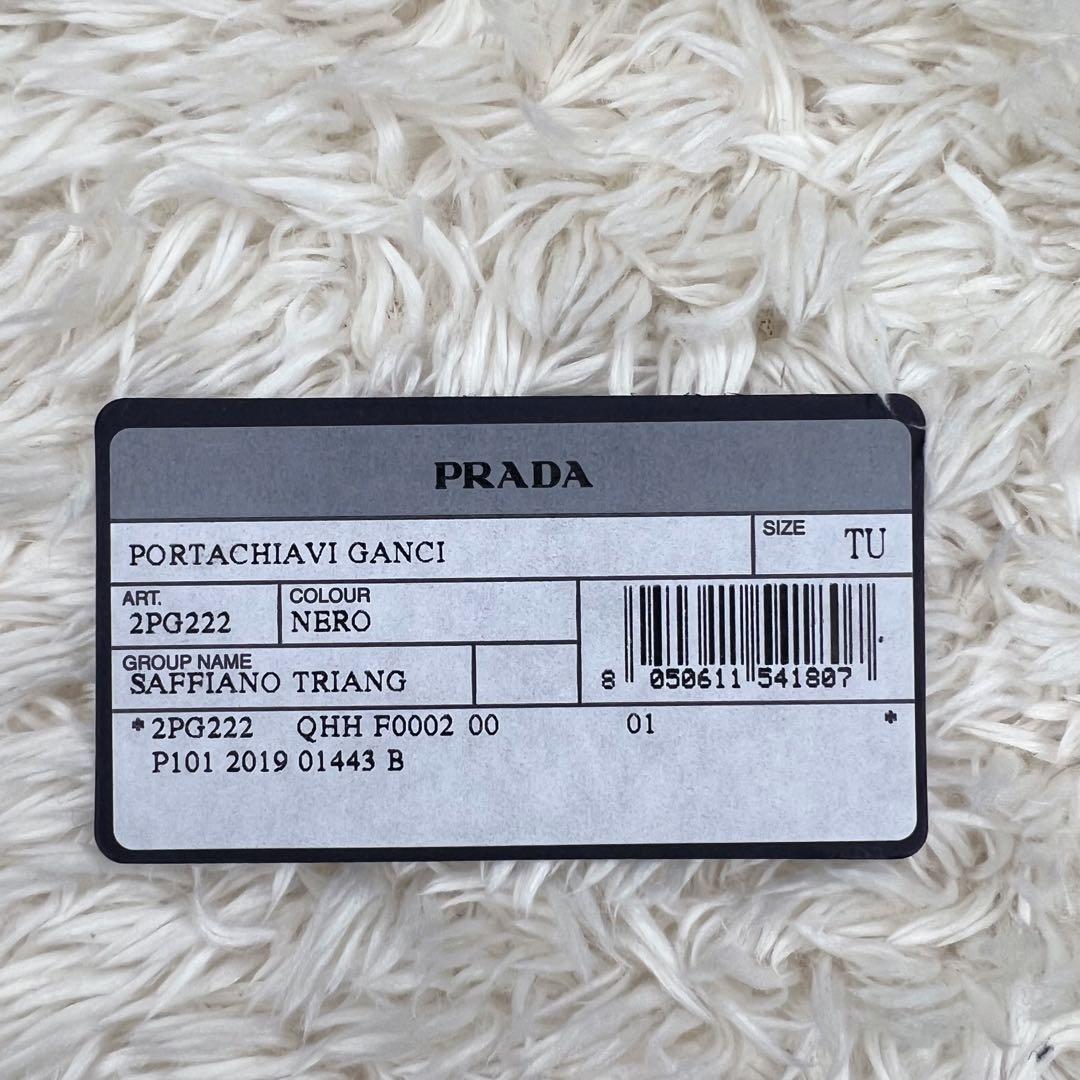 PRADA
PORTACHIAVI GANCI
SIZE
TU
ART.
2PG222
COLOUR
NERO
GROUP NAME
SAFFIANO TRIANG
8 050611 541807
* 2PG222 QHH F0002 00 01 *
P101 2019 01443 B